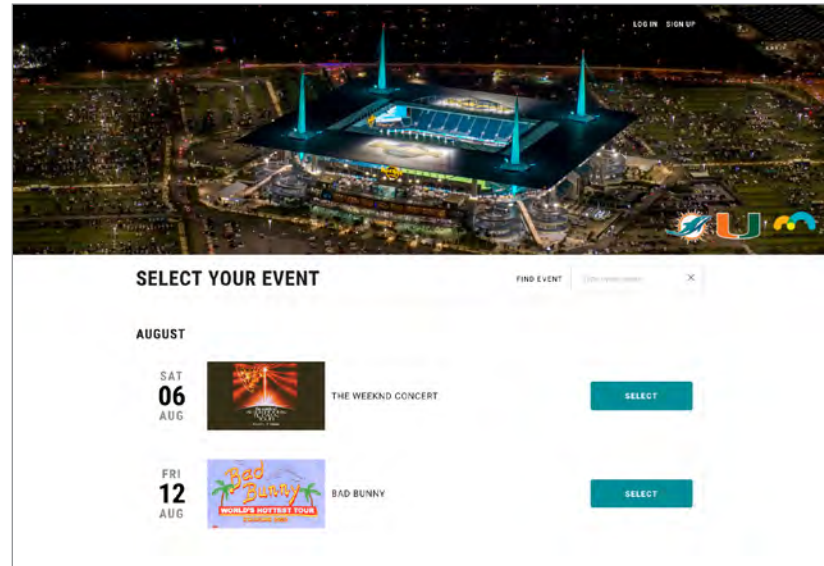 LOG IN SIGN UP
SELECT YOUR EVENT
FIND EVENT
AUGUST
SAT
06
AUG
THE WEEKND CONCERT
SELECT
FRI
12
AUG
Bad
Bunny
WORLD'S HOTTEST TOUR
BAD BUNNY
SELECT